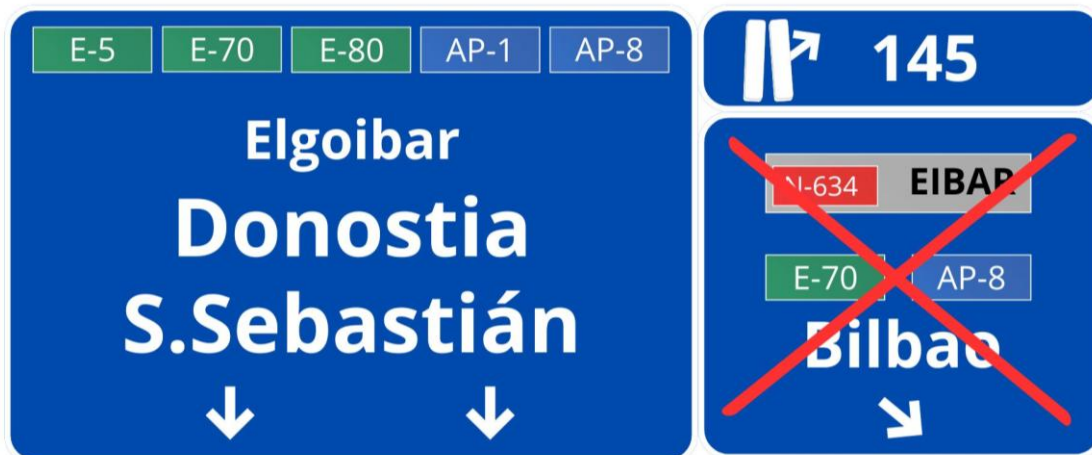 E-5 E-70 E-80 AP-1 AP-8
Elgoibar
Donostia
S.Sebastián
145
N-634 EIBAR
E-70 AP-8
Bilbao